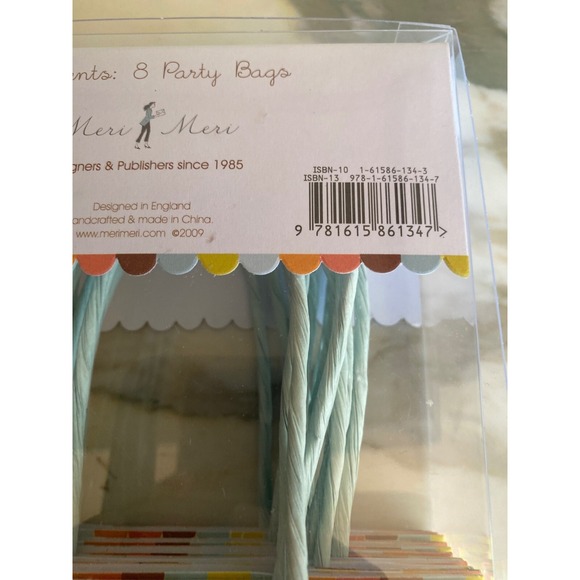 ents: 8 Party Bags
Meri Meri
gners & Publishers since 1985
ISBN-10 1-61586-134-3
ISBN-13 978-1-61586-134-7
Designed in England
andcrafted & made in China.
www.merimeri.com ©2009
9 781615 861347 >